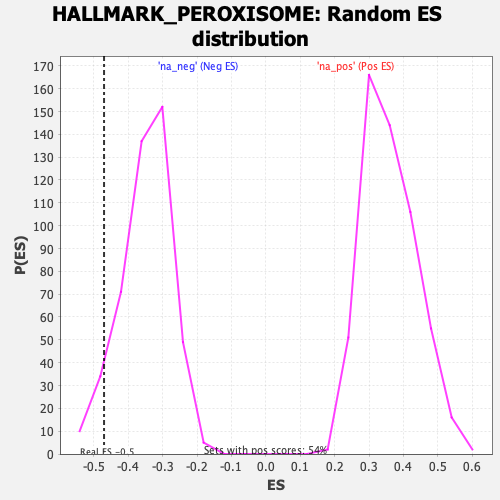 HALLMARK_PEROXISOME: Random ES
distribution
'na_neg' (Neg ES)
'na_pos' (Pos ES)
170
160
150
140
130
120
110
100
90
80
70
60
50
40
30
20
10
0
P(ES)
Real ES -0.5
Sets with pos scores: 54%
-0.5 -0.4 -0.3 -0.2 -0.1 0.0 0.1 0.2 0.3 0.4 0.5 0.6
ES